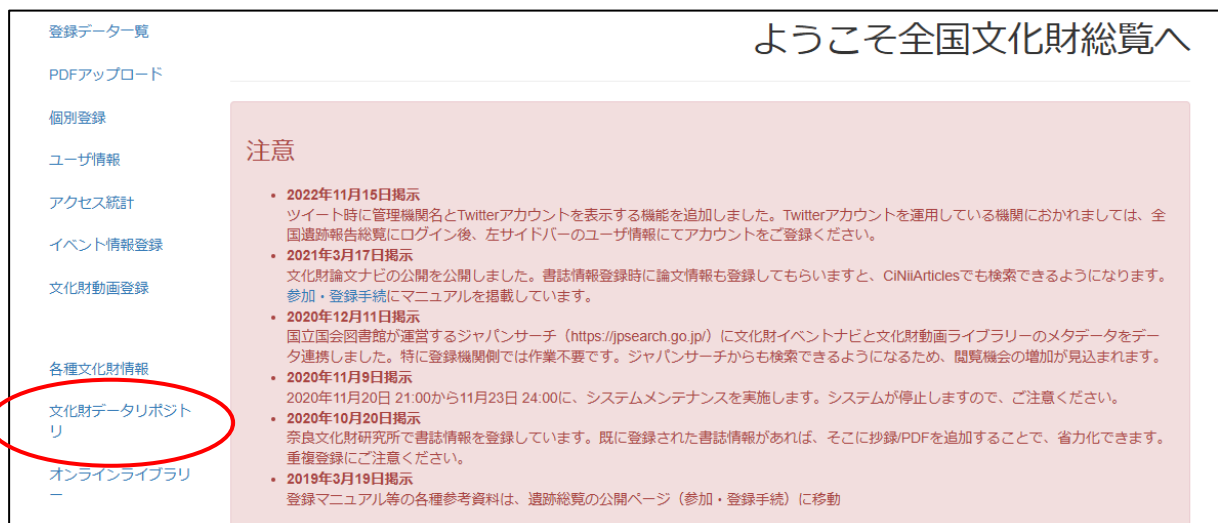 登録データ一覧
PDFアップロード
個別登録
ユーザ情報
アクセス統計
イベント情報登録
文化財動画登録
各種文化財情報
文化財データリポジト
リ
オンラインライブラリ
ー
ようこそ全国文化財総覧へ
注意
• 2022年11月15日掲示
ツイート時に管理機関名とTwitterアカウントを表示する機能を追加しました。Twitterアカウントを運用している機関におかれましては、全
国遺跡報告総覧にログイン後、左サイドバーのユーザ情報にてアカウントをご登録ください。
• 2021年3月17日掲示
文化財論文ナビの公開を公開しました。書誌情報登録時に論文情報も登録してもらいますと、CiNiiArticlesでも検索できるようになります。
参加・登録手続にマニュアルを掲載しています。
• 2020年12月11日掲示
国立国会図書館が運営するジャパンサーチ（https://jpsearch.go.jp/）に文化財イベントナビと文化財動画ライブラリーのメタデータをデー
タ連携しました。特に登録機関側では作業不要です。ジャパンサーチからも検索できるようになるため、閲覧機会の増加が見込まれます。
• 2020年11月9日掲示
2020年11月20日 21:00から11月23日 24:00に、システムメンテナンスを実施します。システムが停止しますので、ご注意ください。
• 2020年10月20日掲示
奈良文化財研究所で書誌情報を登録しています。既に登録された書誌情報があれば、そこに抄録/PDFを追加することで、省力化できます。
重複登録にご注意ください。
• 2019年3月19日掲示
登録マニュアル等の各種参考資料は、遺跡総覧の公開ページ（参加・登録手続）に移動